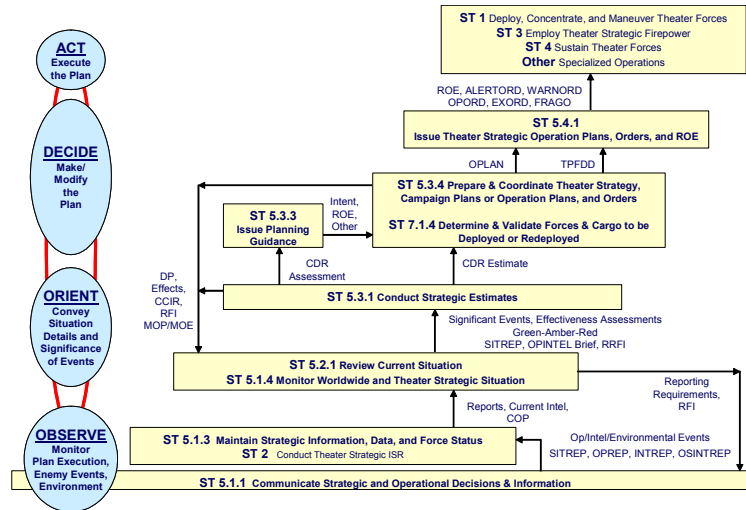 ST 1 Deploy, Concentrate, and Maneuver Theater Forces
ST 3 Employ Theater Strategic Firepower
ST 4 Sustain Theater Forces
Other Specialized Operations
ACT
Execute
the Plan
ROE, ALERTORD, WARNORD
OPORD, EXORD, FRAGO
ST 5.4.1
Issue Theater Strategic Operation Plans, Orders, and ROE
DECIDE
Make/
Modify
the
Plan
OPLAN
TPFDD
ST 5.3.4 Prepare & Coordinate Theater Strategy,
Campaign Plans or Operation Plans, and Orders
ST 7.1.4 Determine & Validate Forces & Cargo to be
Deployed or Redeployed
Intent,
ROE,
Other
ST 5.3.3
Issue Planning
Guidance
CDR
Assessment
CDR Estimate
DP,
Effects,
CCIR,
RFI
MOP/MOE
ST 5.3.1 Conduct Strategic Estimates
ORIENT
Convey
Situation
Details and
Significance
of Events
Significant Events, Effectiveness Assessments
Green-Amber-Red
SITREP, OPINTEL Brief, RRFI
ST 5.2.1 Review Current Situation
ST 5.1.4 Monitor Worldwide and Theater Strategic Situation
Reporting
Requirements,
RFI
Reports, Current Intel,
COP
OBSERVE
Monitor
Plan Execution,
Enemy Events,
Environment
ST 5.1.3 Maintain Strategic Information, Data, and Force Status
ST 2 Conduct Theater Strategic ISR
Op/Intel/Environmental Events
SITREP, OPREP, INTREP, OSINTREP
ST 5.1.1 Communicate Strategic and Operational Decisions & Information